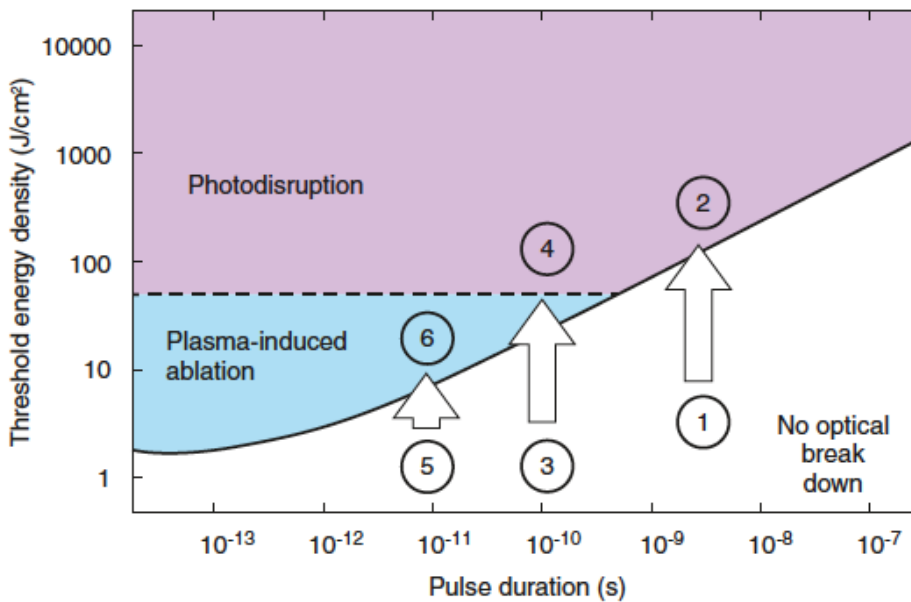 Threshold energy density (J/cm²)
10000
1000
100
10
1
Photodisruption
Plasma-induced
ablation
2
4
6
1
3
5
No optical
break
down
10⁻¹³
10⁻¹²
10⁻¹¹
10⁻¹⁰
10⁻⁹
10⁻⁸
10⁻⁷
Pulse duration (s)